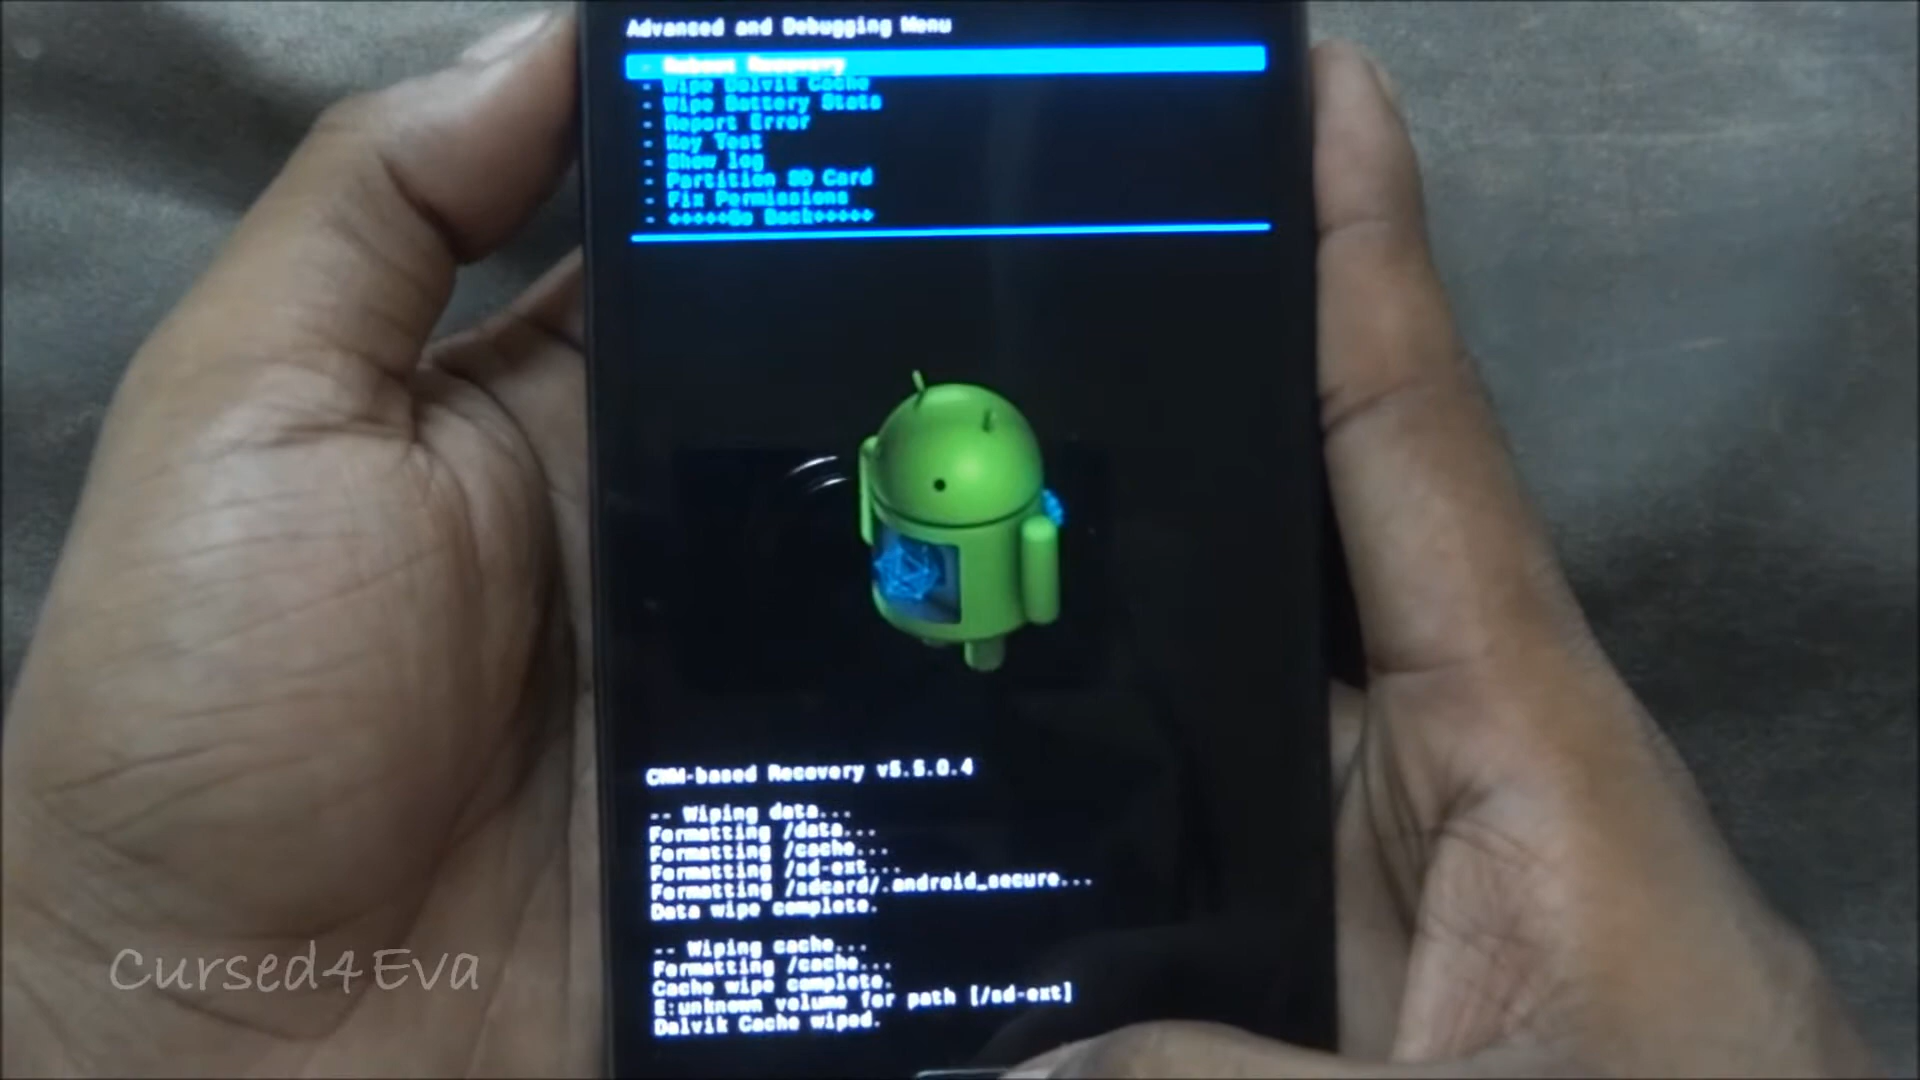 Advanced and Debugging Menu
- Reboot Recovery
- Wipe Dalvik Cache
- Wipe Battery Stats
- Report Error
- Key Test
- Show log
- Partition SD Card
- Fix Permissions
- +++++Go Back+++++
CWM-based Recovery v5.5.0.4
-- Wiping data...
Formatting /data...
Formatting /cache...
Formatting /sd-ext...
Formatting /sdcard/.android_secure...
Data wipe complete.
-- Wiping cache...
Formatting /cache...
Cache wipe complete.
E:unknown volume for path [/sd-ext]
Dalvik Cache wiped.
Cursed4Eva